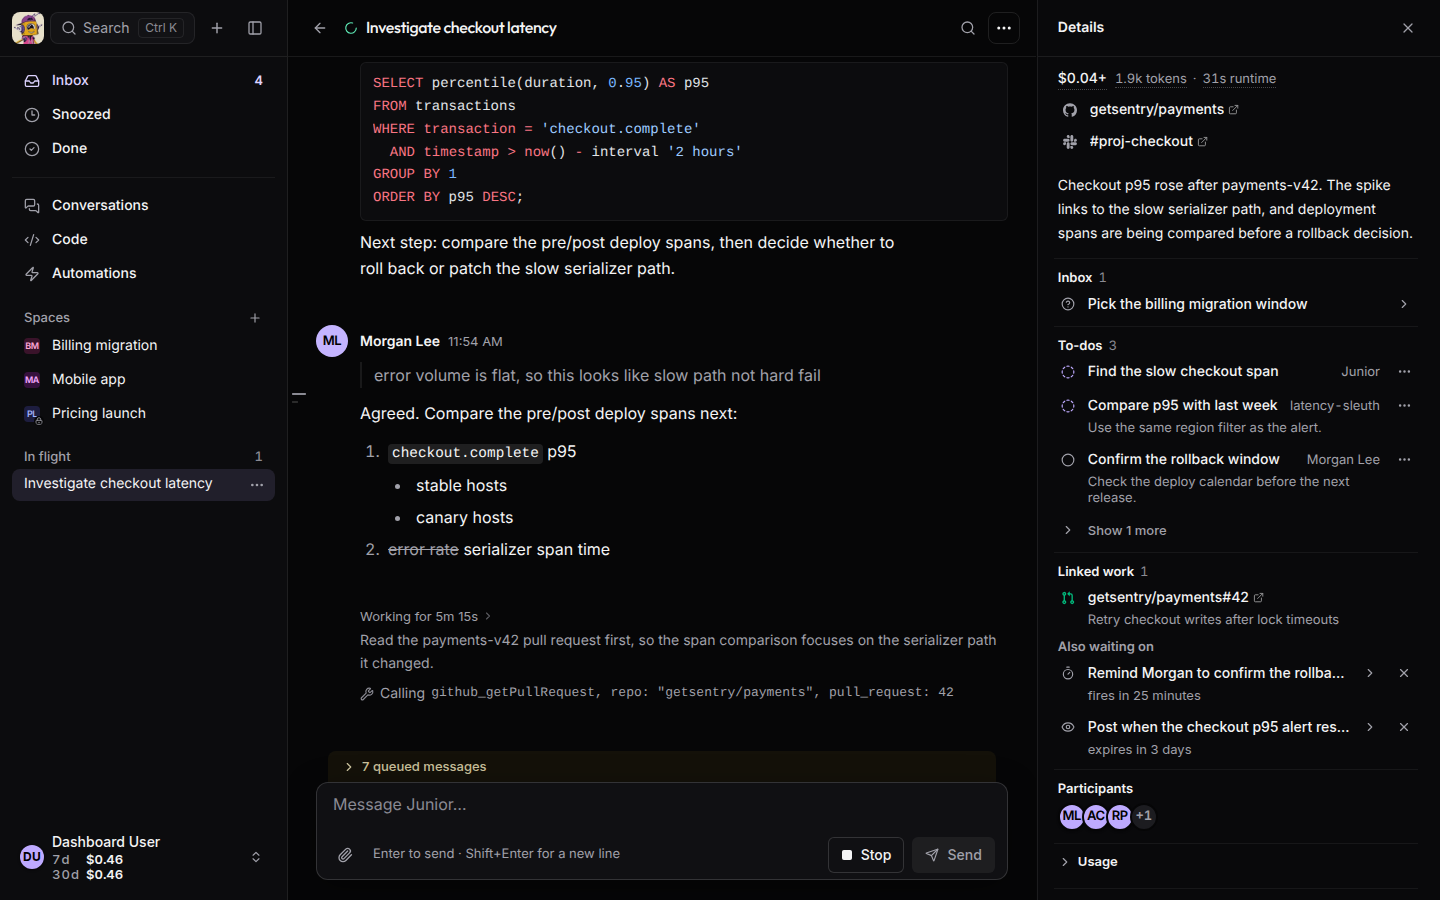 Search Ctrl K
Inbox 4
Snoozed
Done
Conversations
Code
Automations
Spaces
BM Billing migration
MA Mobile app
PL Pricing launch
In flight 1
Investigate checkout latency
DU Dashboard User
7d $0.46
30d $0.46
Investigate checkout latency
SELECT percentile(duration, 0.95) AS p95
FROM transactions
WHERE transaction = 'checkout.complete'
AND timestamp > now() - interval '2 hours'
GROUP BY 1
ORDER BY p95 DESC;
Next step: compare the pre/post deploy spans, then decide whether to
roll back or patch the slow serializer path.
ML Morgan Lee 11:54 AM
error volume is flat, so this looks like slow path not hard fail
Agreed. Compare the pre/post deploy spans next:
1. checkout.complete p95
• stable hosts
• canary hosts
2. error rate serializer span time
Working for 5m 15s
Read the payments-v42 pull request first, so the span comparison focuses on the serializer path
it changed.
Calling github_getPullRequest, repo: "getsentry/payments", pull_request: 42
7 queued messages
Message Junior...
Enter to send · Shift+Enter for a new line
Stop
Send
Details
$0.04+ 1.9k tokens · 31s runtime
getsentry/payments
#proj-checkout
Checkout p95 rose after payments-v42. The spike
links to the slow serializer path, and deployment
spans are being compared before a rollback decision.
Inbox 1
Pick the billing migration window
To-dos 3
Find the slow checkout span Junior
Compare p95 with last week latency-sleuth
Use the same region filter as the alert.
Confirm the rollback window Morgan Lee
Check the deploy calendar before the next
release.
Show 1 more
Linked work 1
getsentry/payments#42
Retry checkout writes after lock timeouts
Also waiting on
Remind Morgan to confirm the rollba...
fires in 25 minutes
Post when the checkout p95 alert res...
expires in 3 days
Participants
ML AC RP +1
Usage